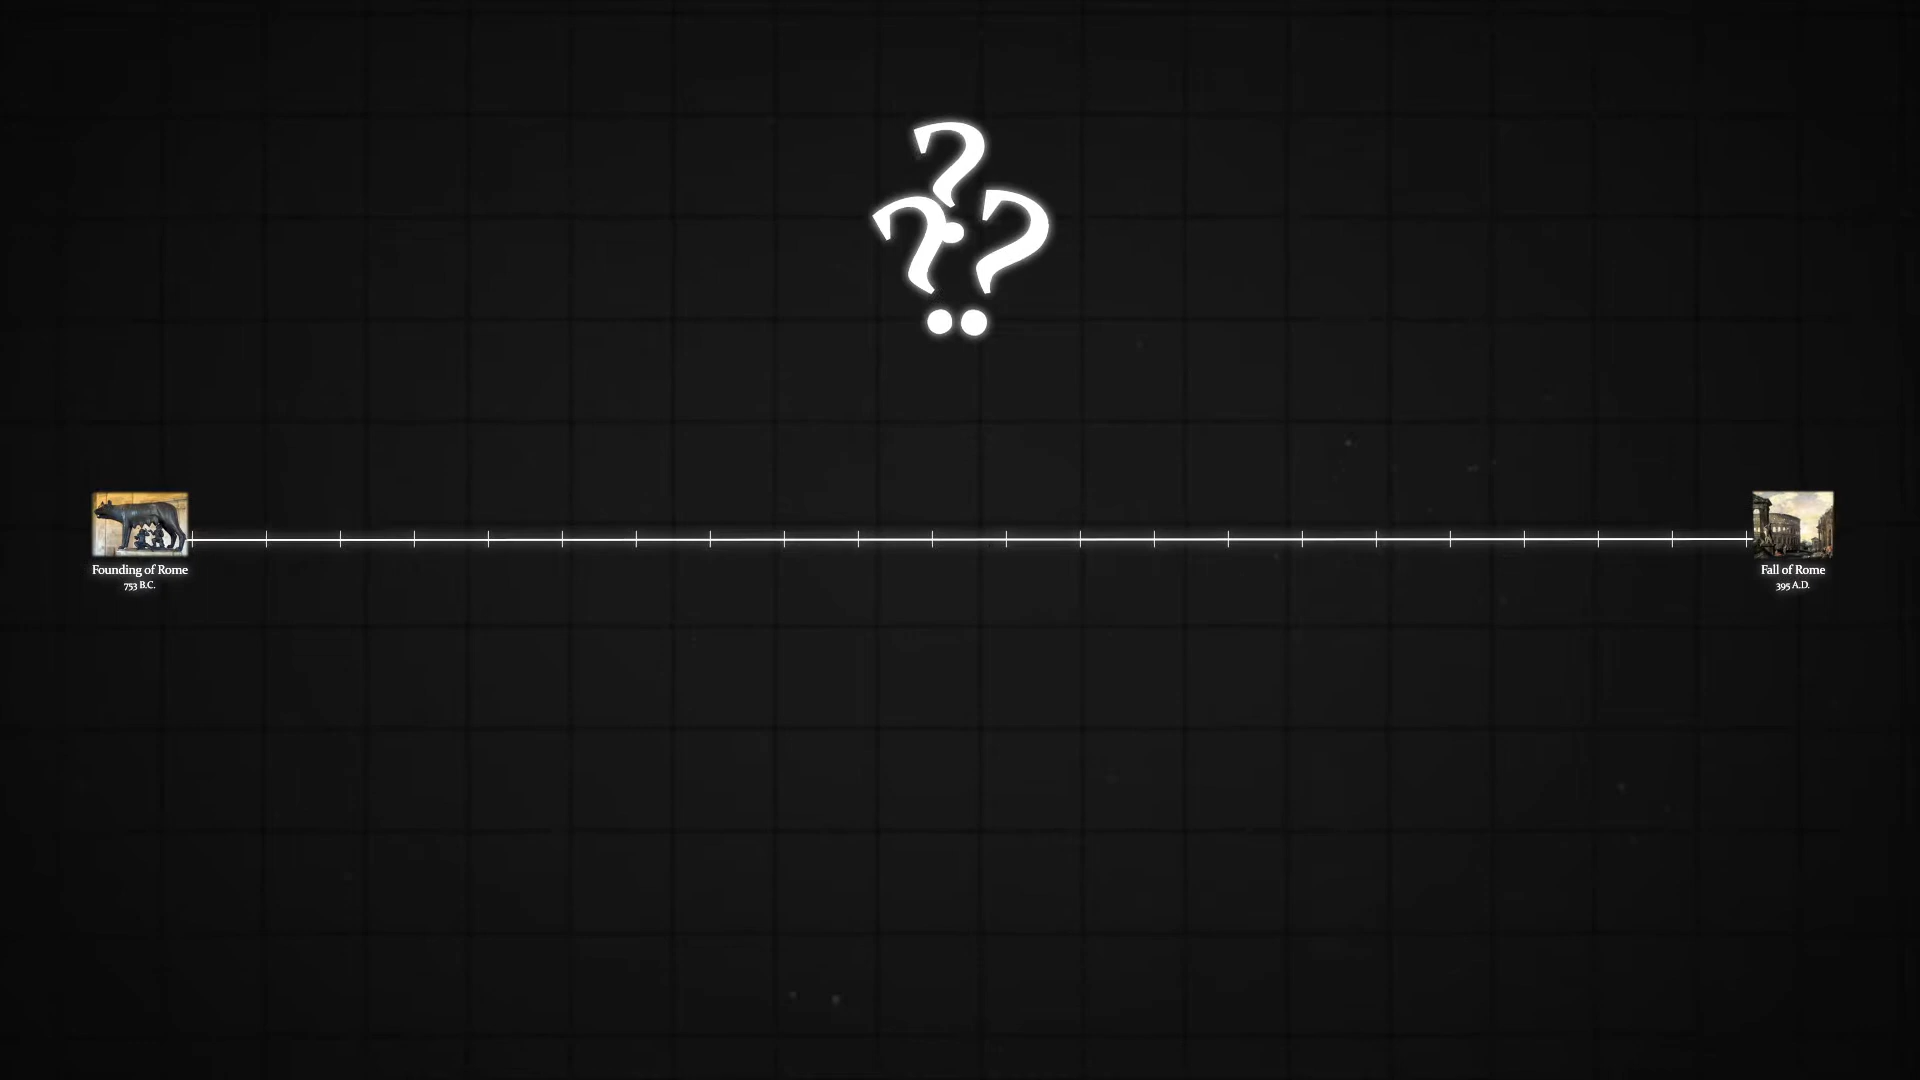 ???
Founding of Rome
753 B.C.
Fall of Rome
395 A.D.